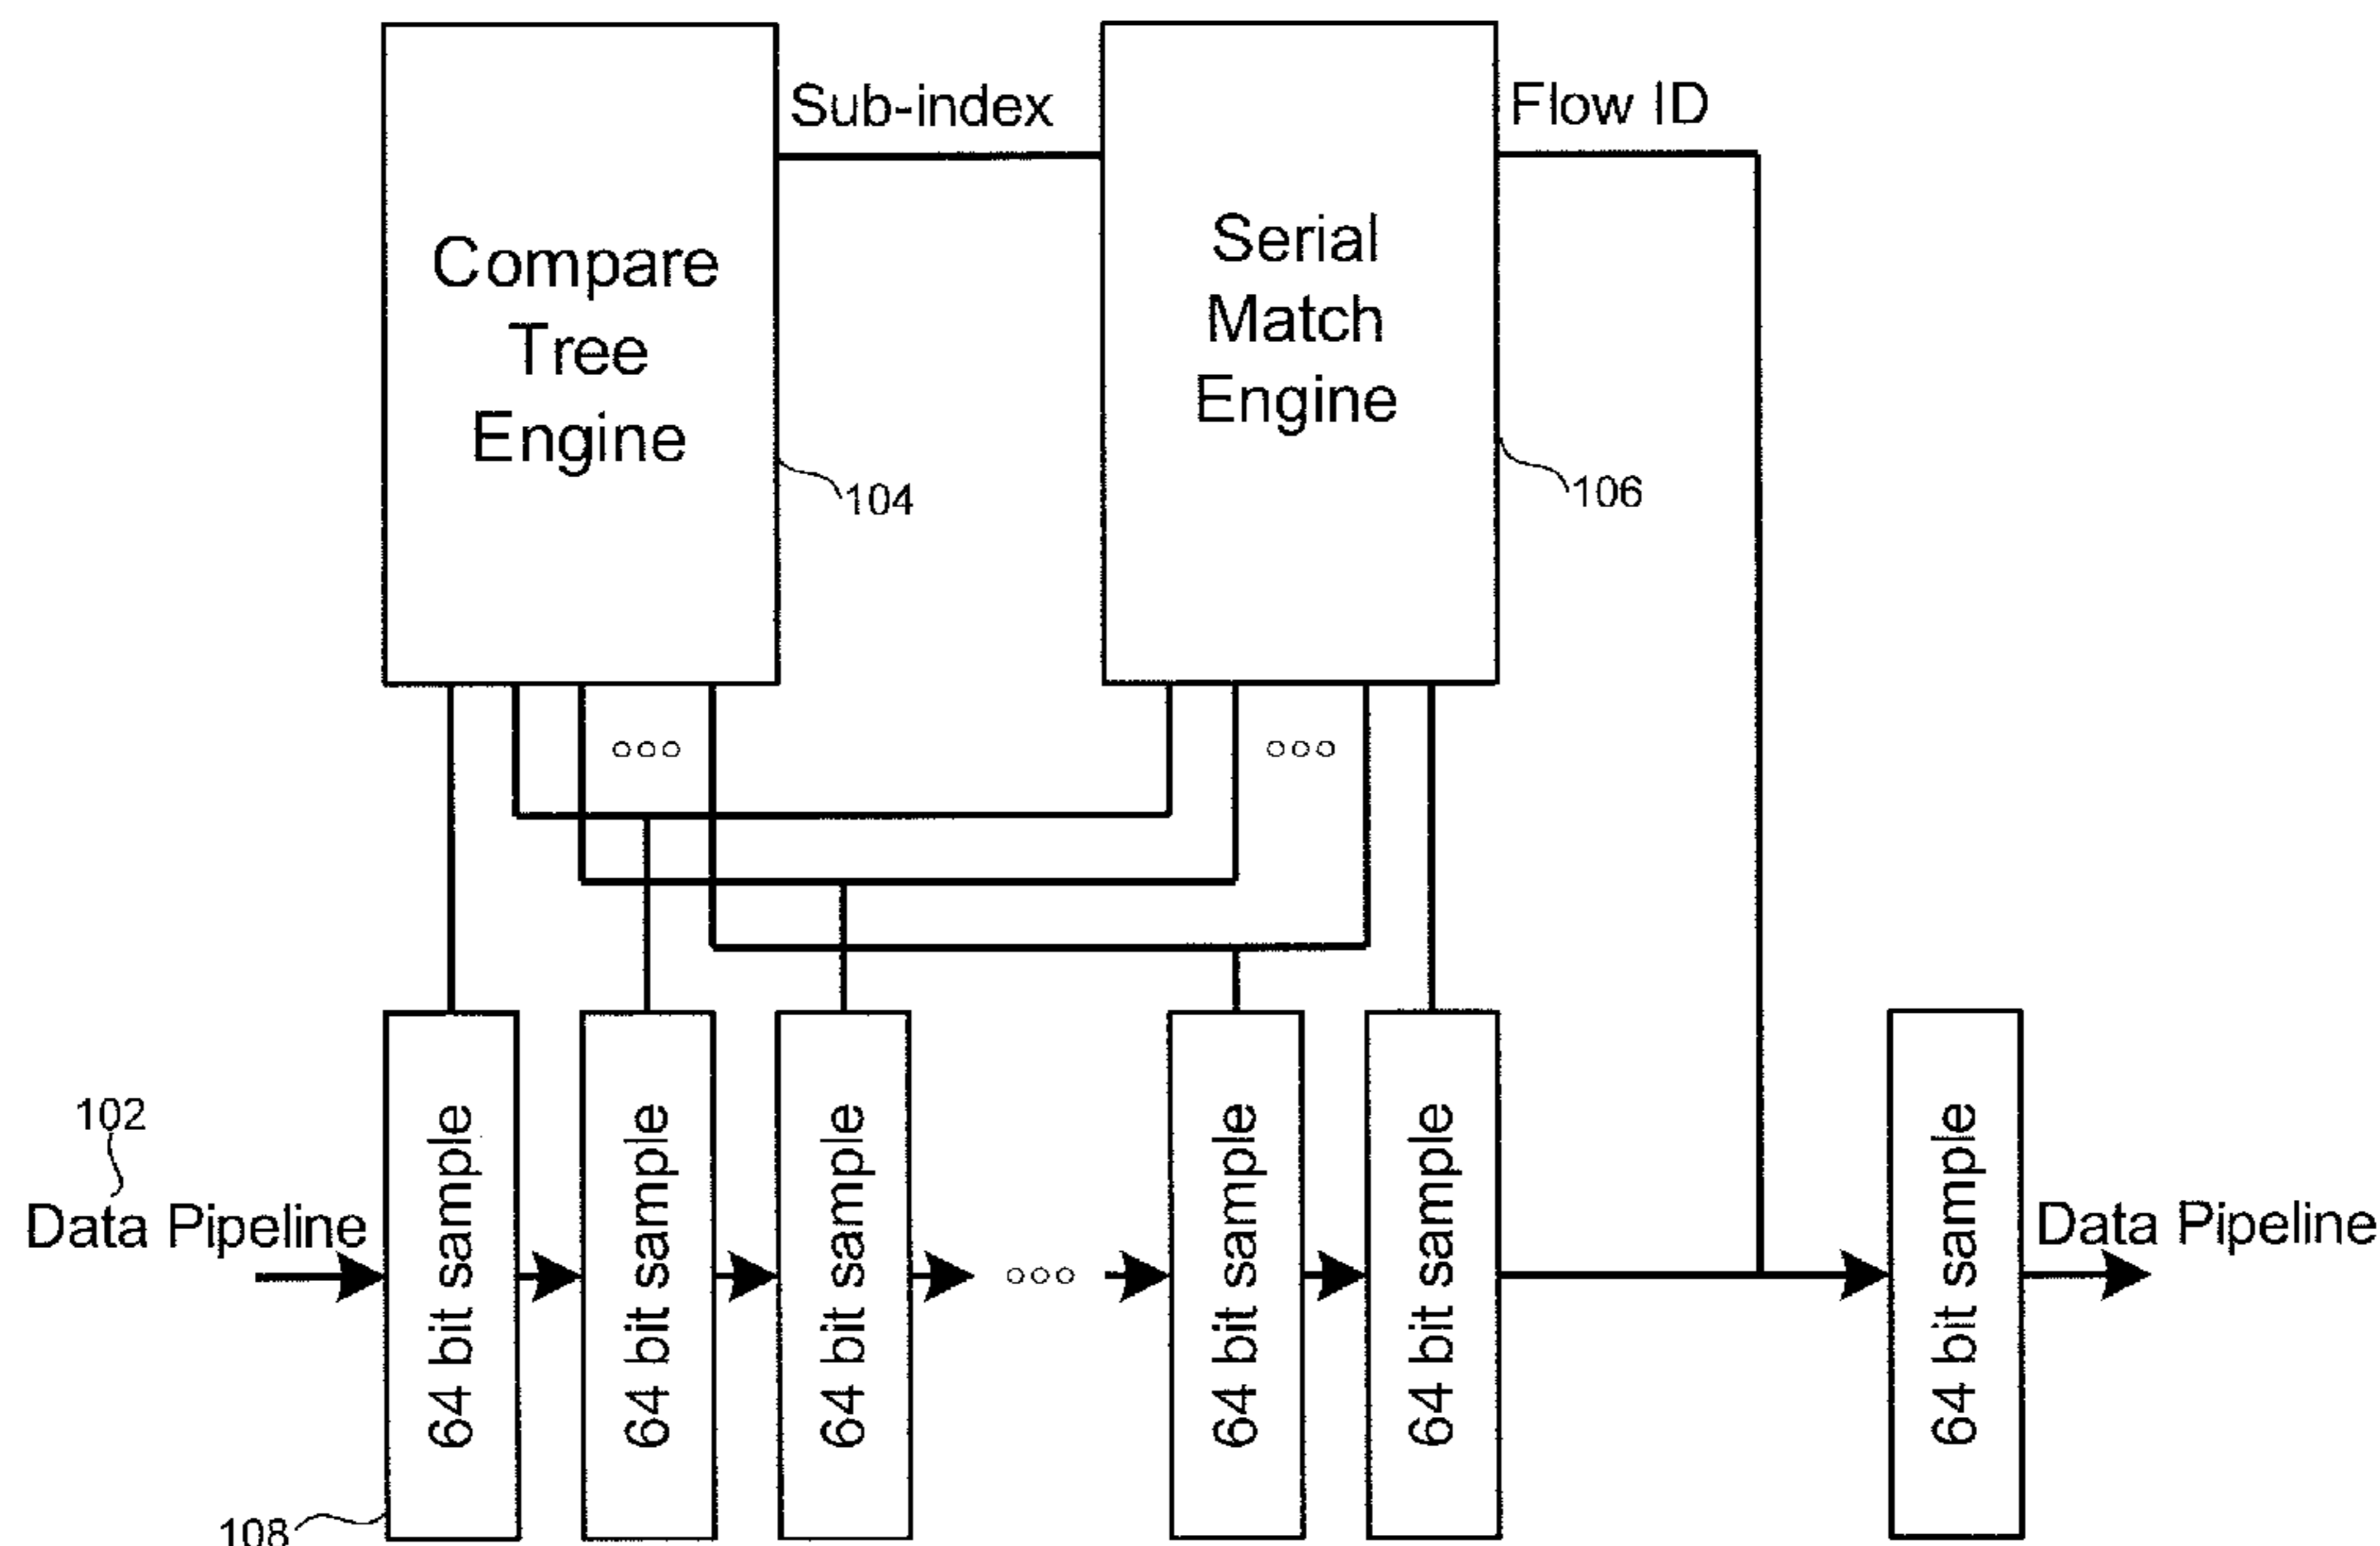 Sub-index
Flow ID
Compare
Tree
Engine
Serial
Match
Engine
104
106
102
Data Pipeline
64 bit sample
64 bit sample
64 bit sample
64 bit sample
64 bit sample
64 bit sample
Data Pipeline
108